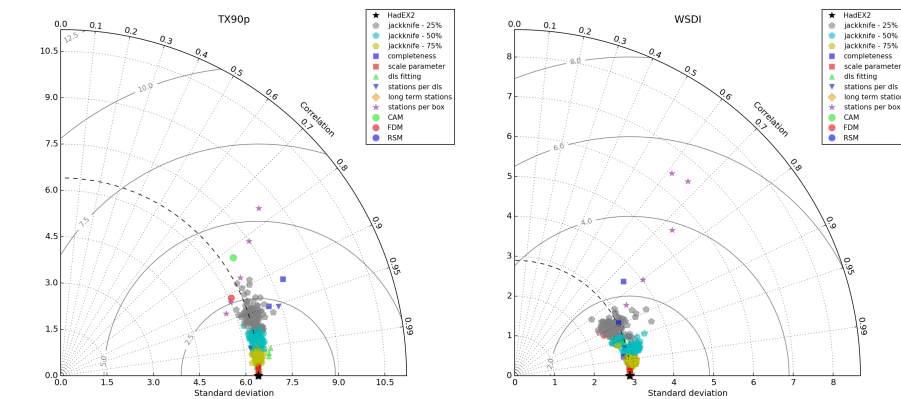 TX90p
12.5
10.0
7.5
5.0
2.5
0.0
0.1
0.2
0.3
0.4
0.5
0.6
0.7
0.8
0.9
0.95
0.99
Correlation
10.5
9.0
7.5
6.0
4.5
3.0
1.5
0.0
0.0 1.5 3.0 4.5 6.0 7.5 9.0 10.5
Standard deviation
HadEX2
jackknife - 25%
jackknife - 50%
jackknife - 75%
completeness
scale parameter
dls fitting
stations per dls
long term stations
stations per box
CAM
FDM
RSM
WSDI
8.0
6.0
4.0
2.0
0.0
0.1
0.2
0.3
0.4
0.5
0.6
0.7
0.8
0.9
0.95
0.99
Correlation
8
7
6
5
4
3
2
1
0
0 1 2 3 4 5 6 7 8
Standard deviation
HadEX2
jackknife - 25%
jackknife - 50%
jackknife - 75%
completeness
scale parameter
dls fitting
stations per dls
long term stations
stations per box
CAM
FDM
RSM